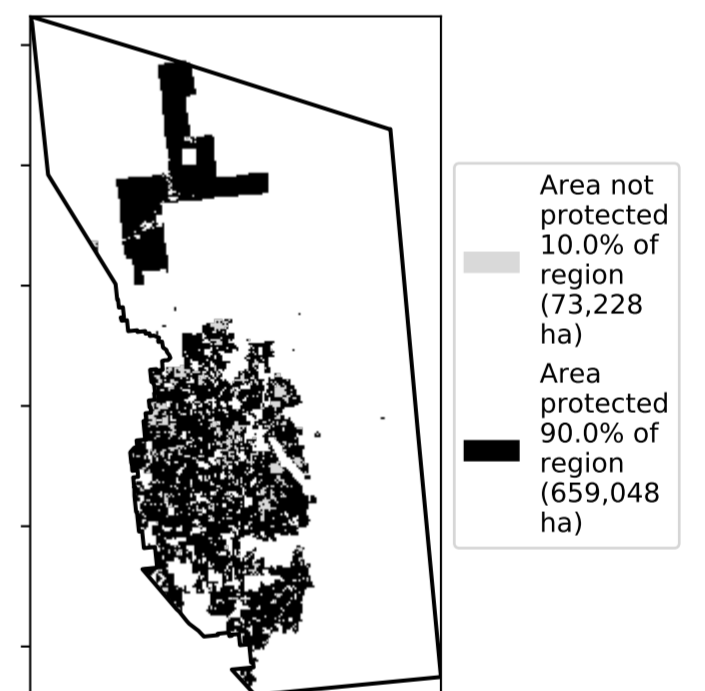 Area not
protected
10.0% of
region
(73,228
ha)
Area
protected
90.0% of
region
(659,048
ha)